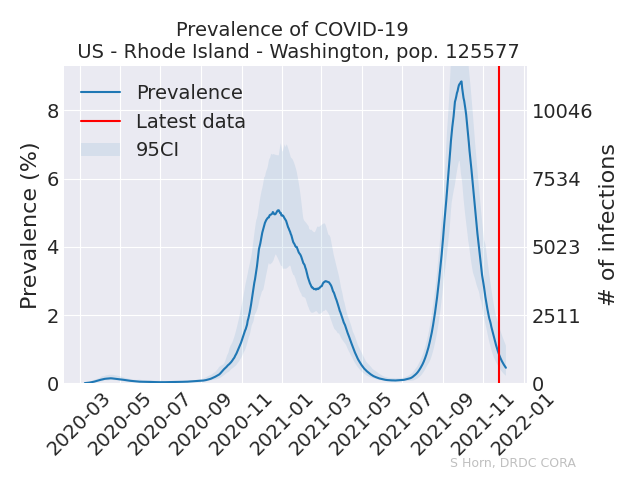 Prevalence of COVID-19
US - Rhode Island - Washington, pop. 125577
Prevalence
Latest data
95CI
Prevalence (%)
8
6
4
2
0
10046
7534
5023
2511
0
# of infections
2020-03
2020-05
2020-07
2020-09
2020-11
2021-01
2021-03
2021-05
2021-07
2021-09
2021-11
2022-01
S Horn, DRDC CORA